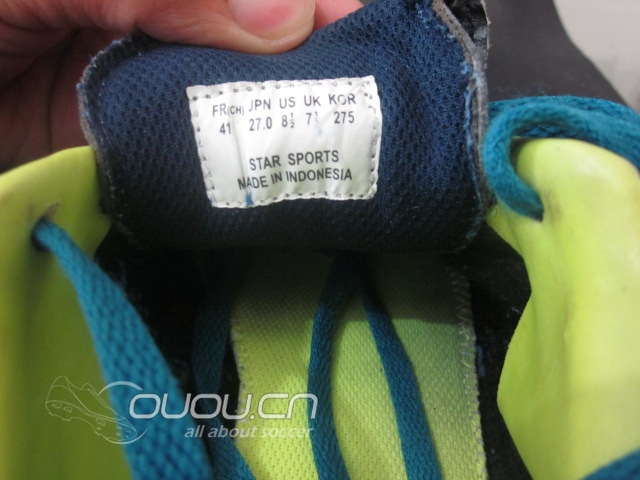 FR(CH) JPN US UK KOR
41 27.0 8½ 7½ 275
STAR SPORTS
MADE IN INDONESIA
ouou.cn
all about soccer